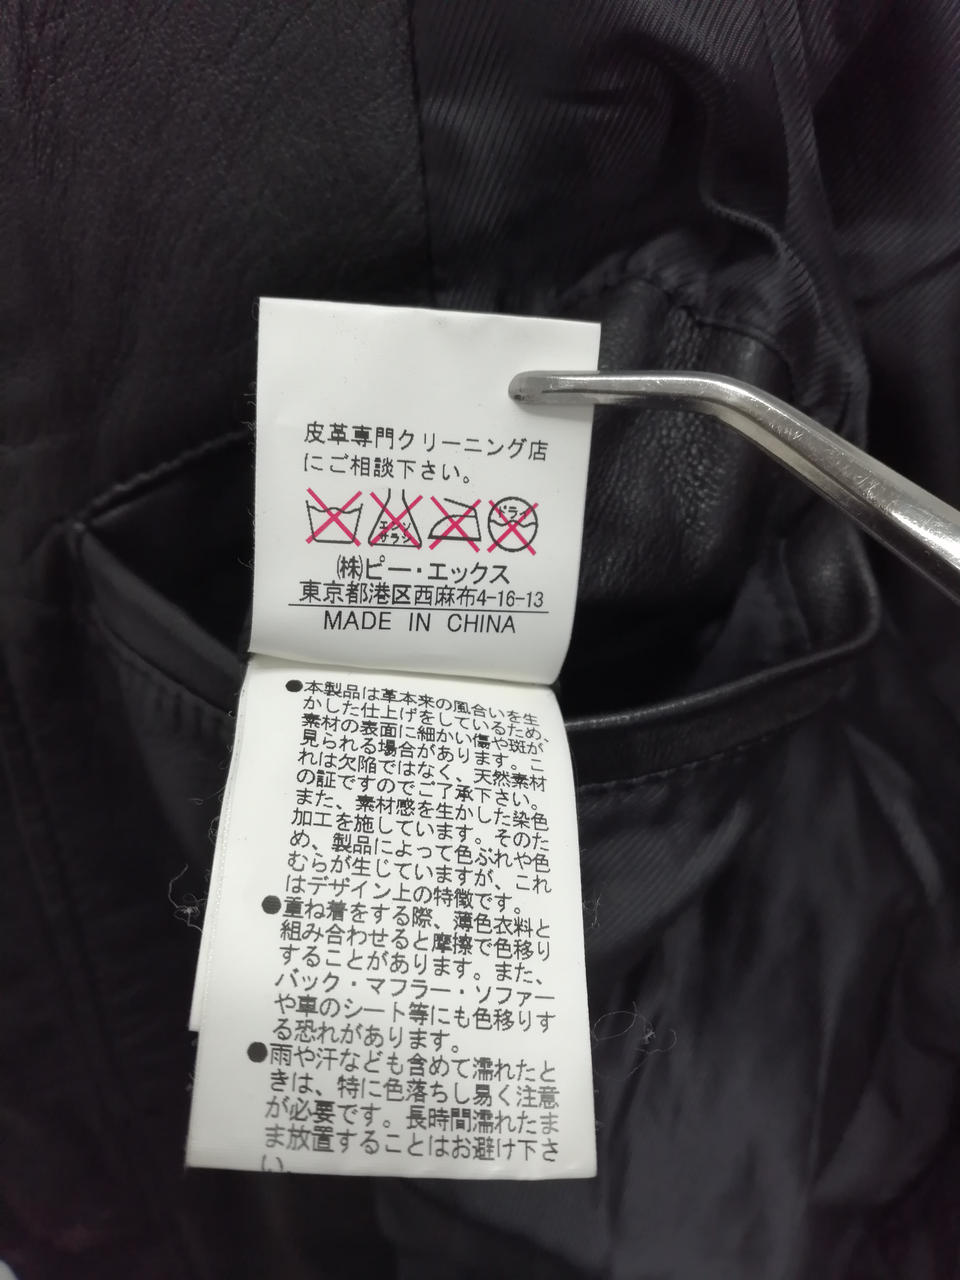 皮革専門クリーニング店
にご相談下さい。
エンソ
サラシ
ドライ
㈱ピー・エックス
東京都港区西麻布4-16-13
MADE IN CHINA
●本製品は革本来の風合いを生
かした仕上げをしているため、
素材の表面に細かい傷や斑が
見られる場合があります。こ
れは欠陥ではなく、天然素材
の証ですのでご了承下さい。
また、素材感を生かした染色
加工を施しています。そのた
め、製品によって色ぶれや色
むらが生じていますが、これ
はデザイン上の特徴です。
●重ね着をする際、薄色衣料と
組み合わせると摩擦で色移り
することがあります。また、
バック・マフラー・ソファー
や車のシート等にも色移りす
る恐れがあります。
●雨や汗なども含めて濡れたと
きは、特に色落ちし易く注意
が必要です。長時間濡れたま
ま放置することはお避け下さ
い。